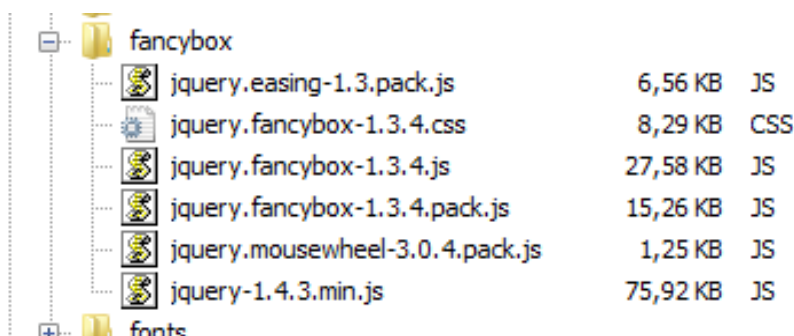 fancybox
jquery.easing-1.3.pack.js 6,56 KB JS
jquery.fancybox-1.3.4.css 8,29 KB CSS
jquery.fancybox-1.3.4.js 27,58 KB JS
jquery.fancybox-1.3.4.pack.js 15,26 KB JS
jquery.mousewheel-3.0.4.pack.js 1,25 KB JS
jquery-1.4.3.min.js 75,92 KB JS
fonts